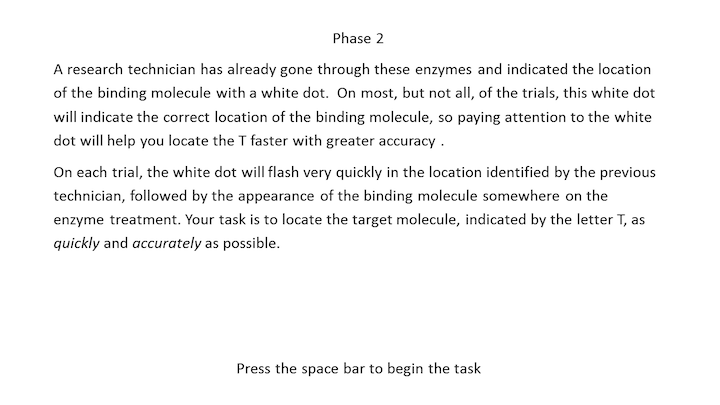 Phase 2
A research technician has already gone through these enzymes and indicated the location
of the binding molecule with a white dot. On most, but not all, of the trials, this white dot
will indicate the correct location of the binding molecule, so paying attention to the white
dot will help you locate the T faster with greater accuracy .
On each trial, the white dot will flash very quickly in the location identified by the previous
technician, followed by the appearance of the binding molecule somewhere on the
enzyme treatment. Your task is to locate the target molecule, indicated by the letter T, as
quickly and accurately as possible.
Press the space bar to begin the task